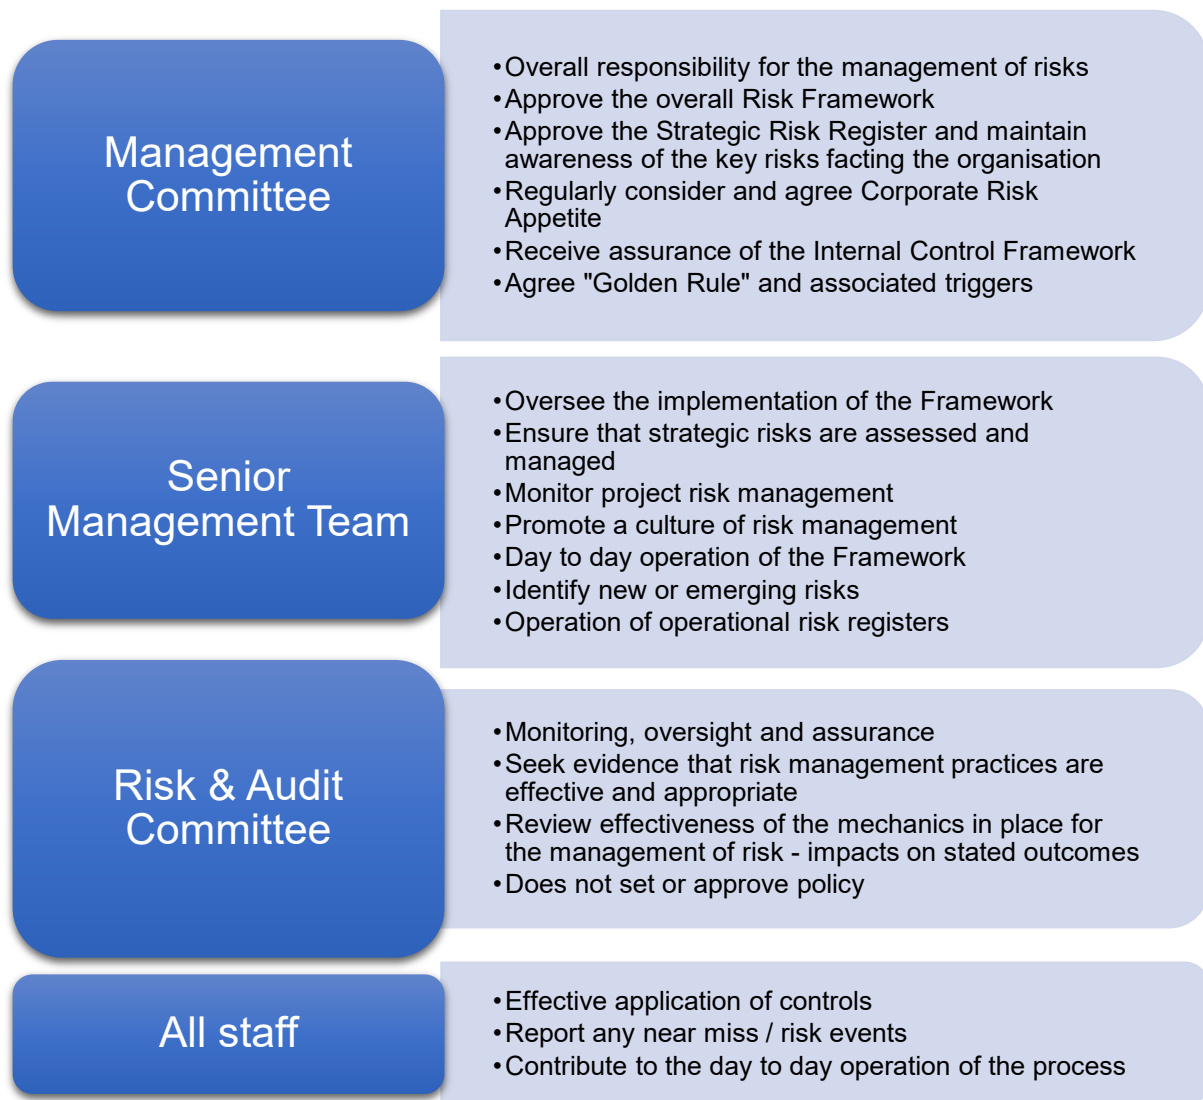 Management
Committee
•Overall responsibility for the management of risks
•Approve the overall Risk Framework
•Approve the Strategic Risk Register and maintain
awareness of the key risks facting the organisation
•Regularly consider and agree Corporate Risk
Appetite
•Receive assurance of the Internal Control Framework
•Agree "Golden Rule" and associated triggers
Senior
Management Team
•Oversee the implementation of the Framework
•Ensure that strategic risks are assessed and
managed
•Monitor project risk management
•Promote a culture of risk management
•Day to day operation of the Framework
•Identify new or emerging risks
•Operation of operational risk registers
Risk & Audit
Committee
•Monitoring, oversight and assurance
•Seek evidence that risk management practices are
effective and appropriate
•Review effectiveness of the mechanics in place for
the management of risk - impacts on stated outcomes
•Does not set or approve policy
All staff
•Effective application of controls
•Report any near miss / risk events
•Contribute to the day to day operation of the process